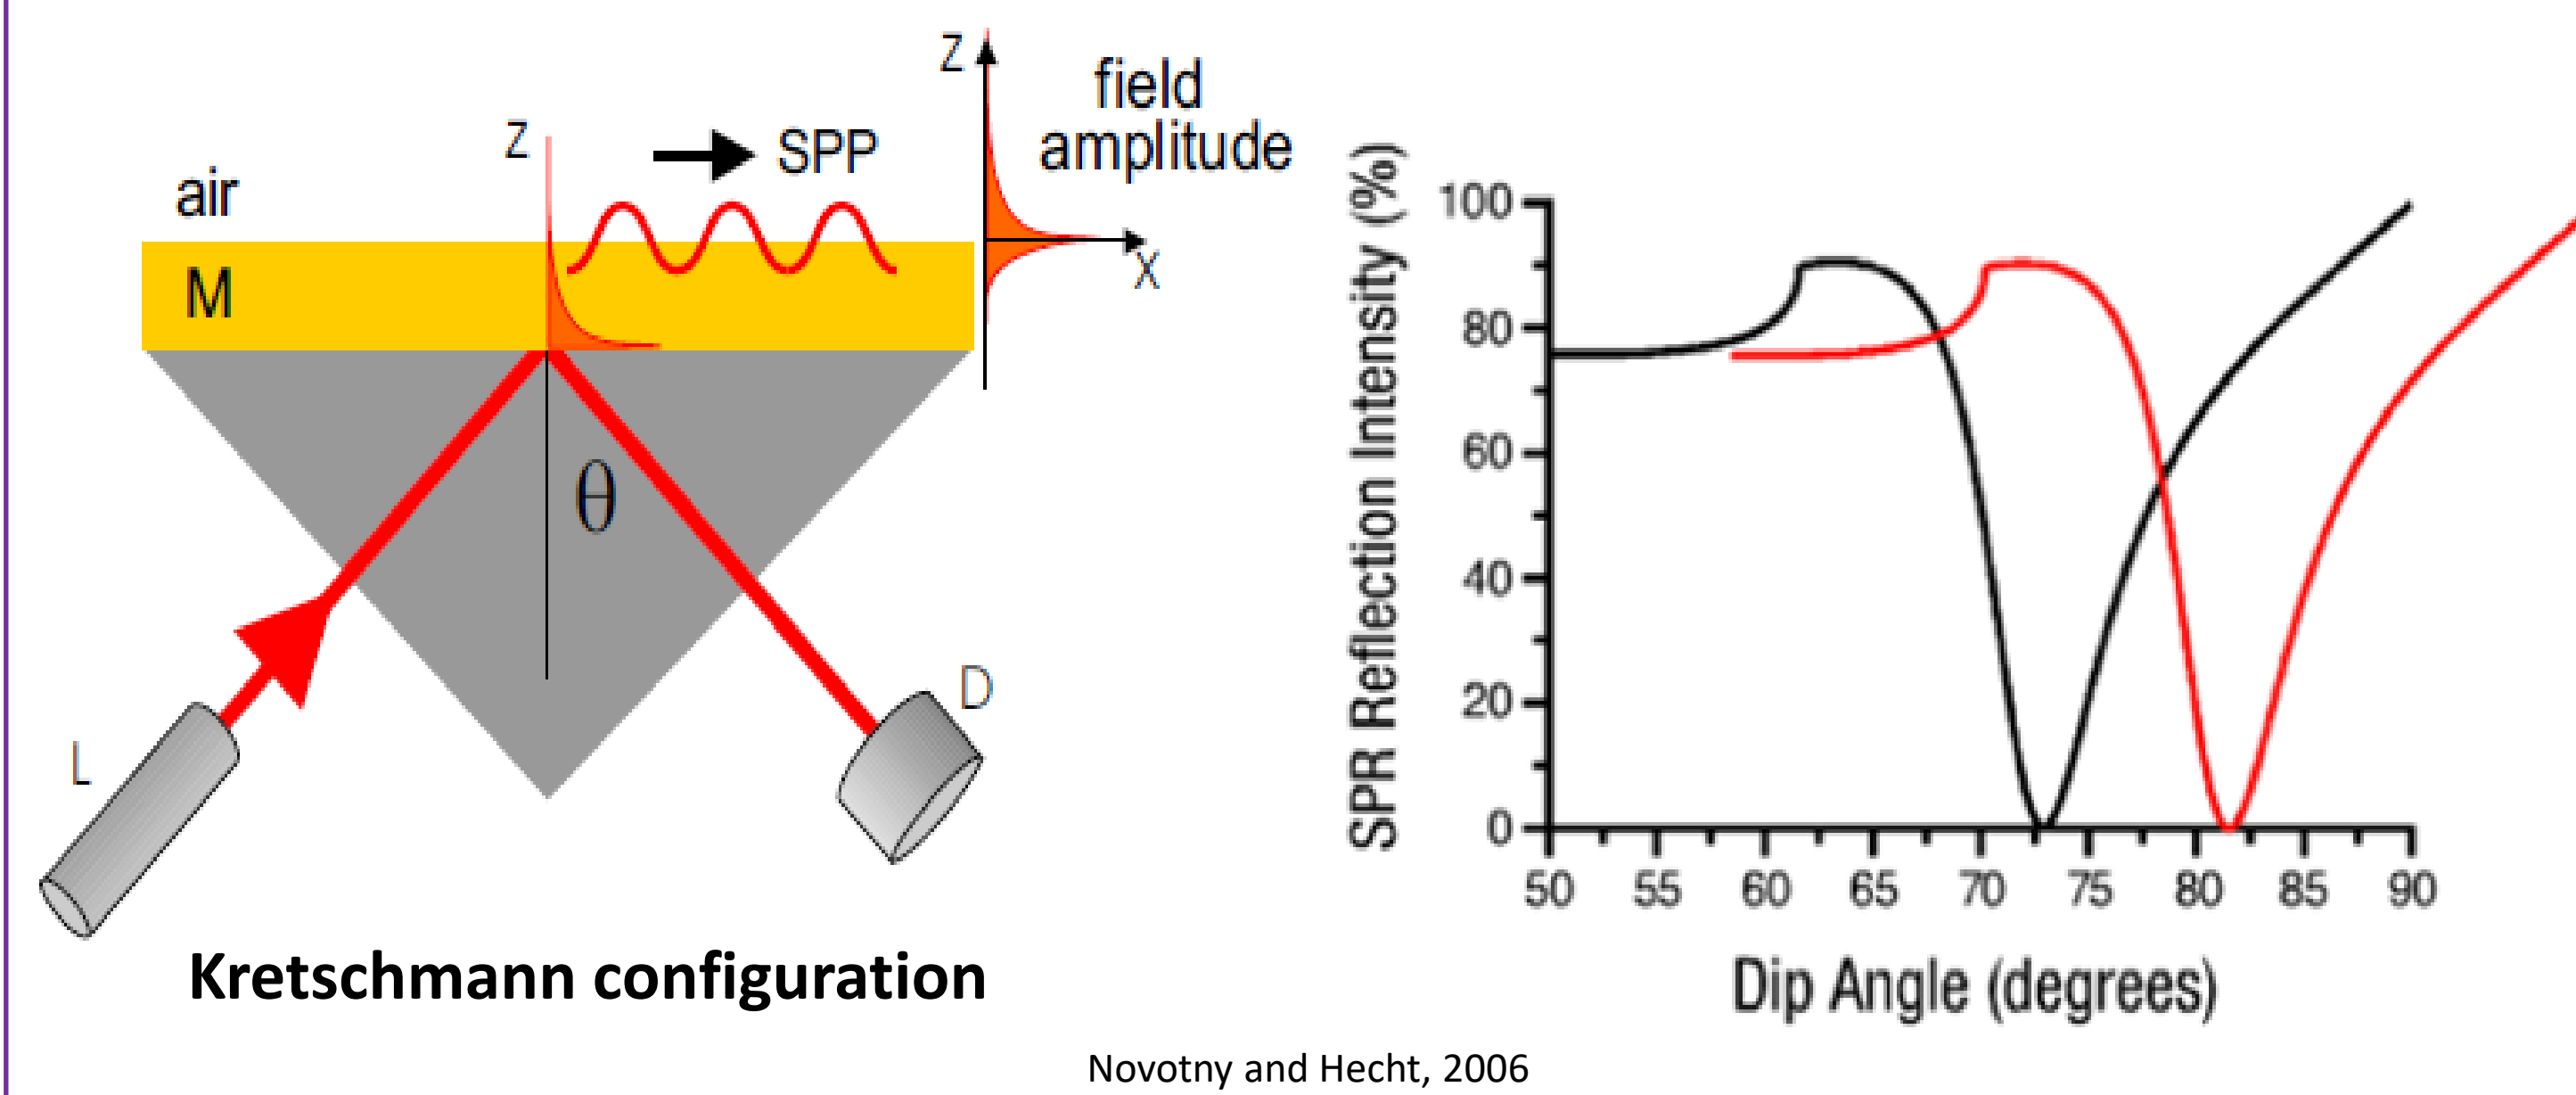 Z
field
amplitude
X
Z
SPP
air
M
θ
L
D
Kretschmann configuration
SPR Reflection Intensity (%)
100
80
60
40
20
0
50 55 60 65 70 75 80 85 90
Dip Angle (degrees)
Novotny and Hecht, 2006